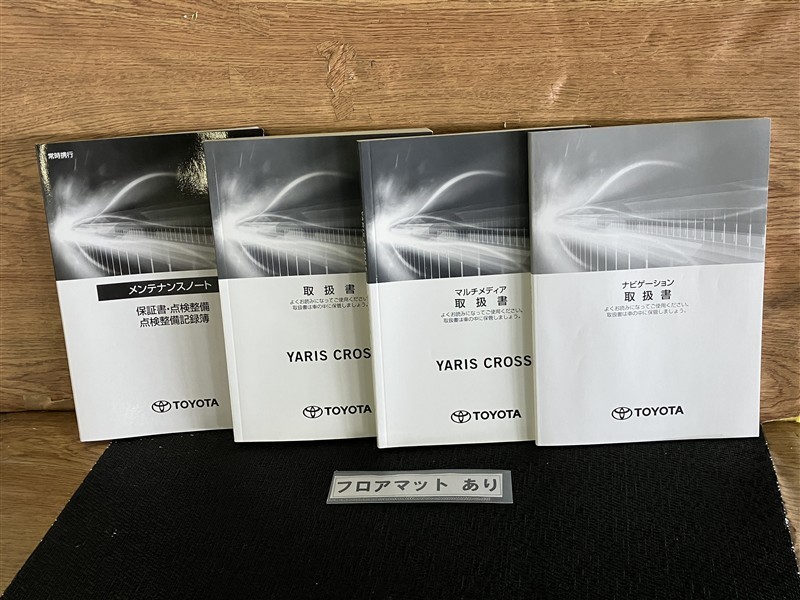 常時携行
メンテナンスノート
保証書・点検整備
点検整備記録簿
TOYOTA
取扱書
よくお読みになってご使用ください。
取扱書は車の中に保管しましょう。
YARIS CROS
TOYOTA
マルチメディア
取扱書
よくお読みになってご使用ください。
取扱書は車の中に保管しましょう。
YARIS CROSS
TOYOTA
ナビゲーション
取扱書
よくお読みになってご使用ください。
取扱書は車の中に保管しましょう。
TOYOTA
フロアマット あり